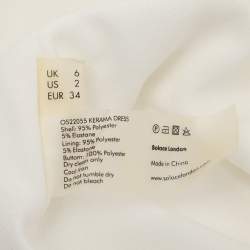 UK 6
US 2
EUR 34
OS22055 KERAMA DRESS
Shell: 95% Polyester
5% Elastane
Lining: 95% Polyester
5% Elastane
Button: 100% Polyester
Dry clean only
Cool iron
Do not tumble dry
Do not bleach
Solace London
Made in China
www.solacelondon.com